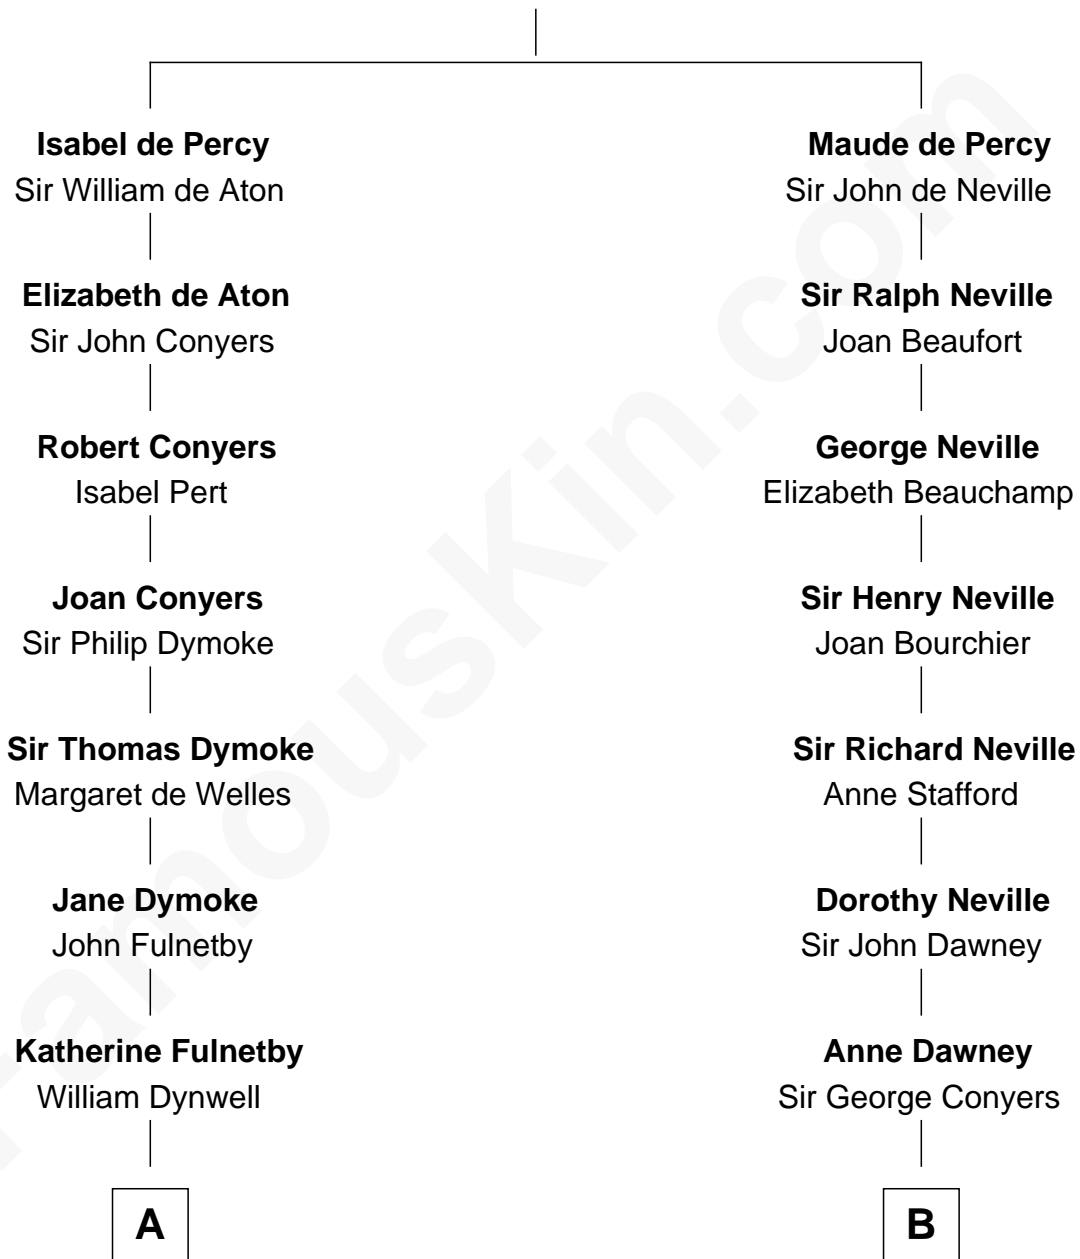 Isabel de Percy
Sir William de Aton
Maude de Percy
Sir John de Neville
Elizabeth de Aton
Sir John Conyers
Sir Ralph Neville
Joan Beaufort
Robert Conyers
Isabel Pert
George Neville
Elizabeth Beauchamp
Joan Conyers
Sir Philip Dymoke
Sir Henry Neville
Joan Bourchier
Sir Thomas Dymoke
Margaret de Welles
Sir Richard Neville
Anne Stafford
Jane Dymoke
John Fulnetby
Dorothy Neville
Sir John Dawney
Katherine Fulnetby
William Dynwell
Anne Dawney
Sir George Conyers
A
B
FamousKin.com